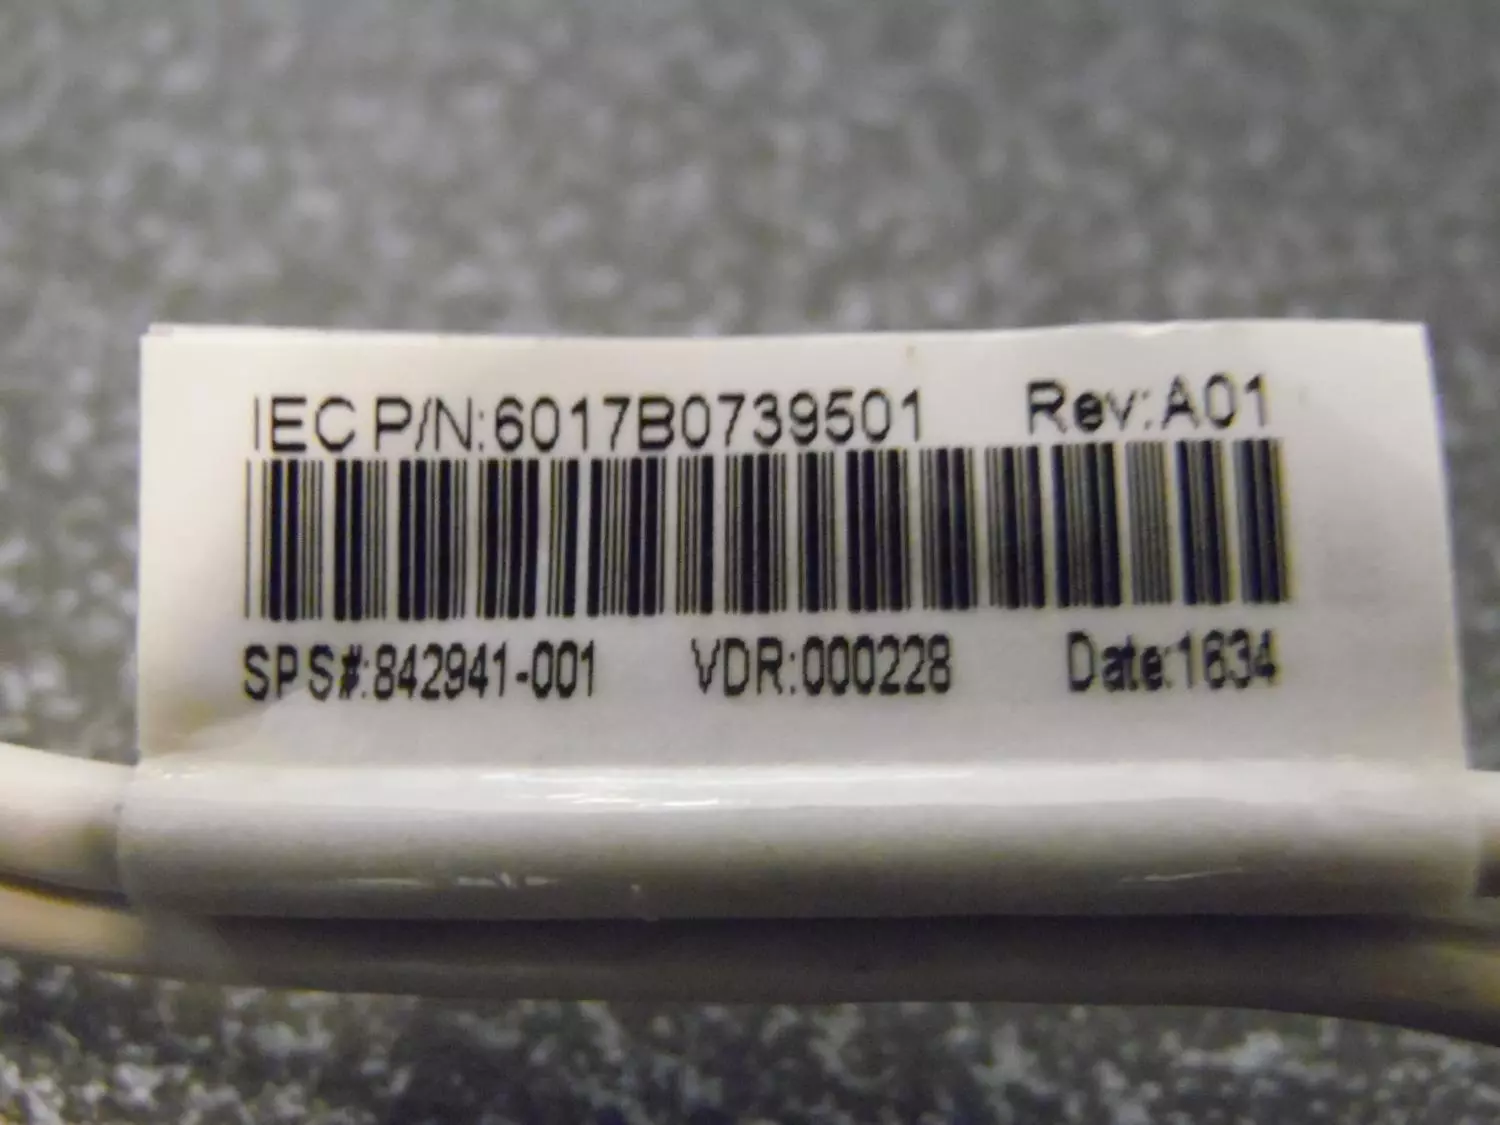 IEC P/N:6017B0739501 Rev:A01
SPS#:842941-001 VDR:000228 Date:1634